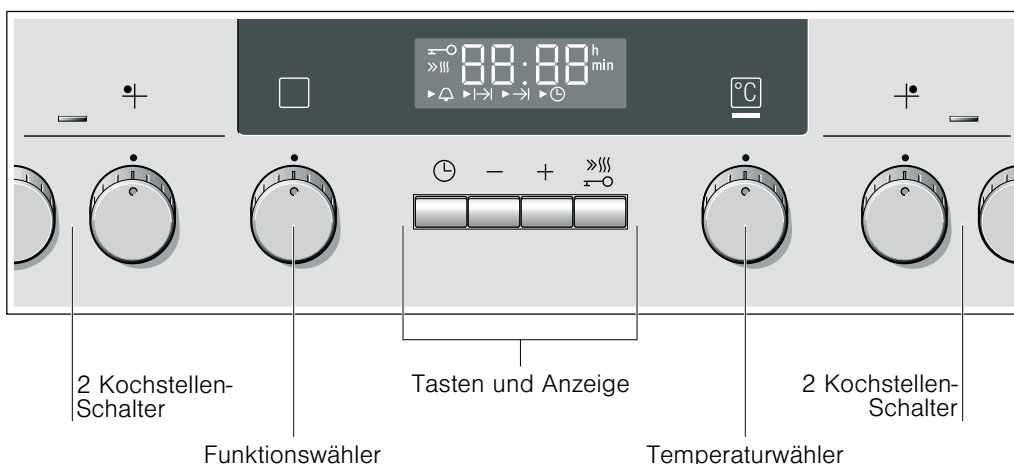 88:88 h
min
°C
2 Kochstellen-
Schalter
Tasten und Anzeige
2 Kochstellen-
Schalter
Funktionswähler
Temperaturwähler